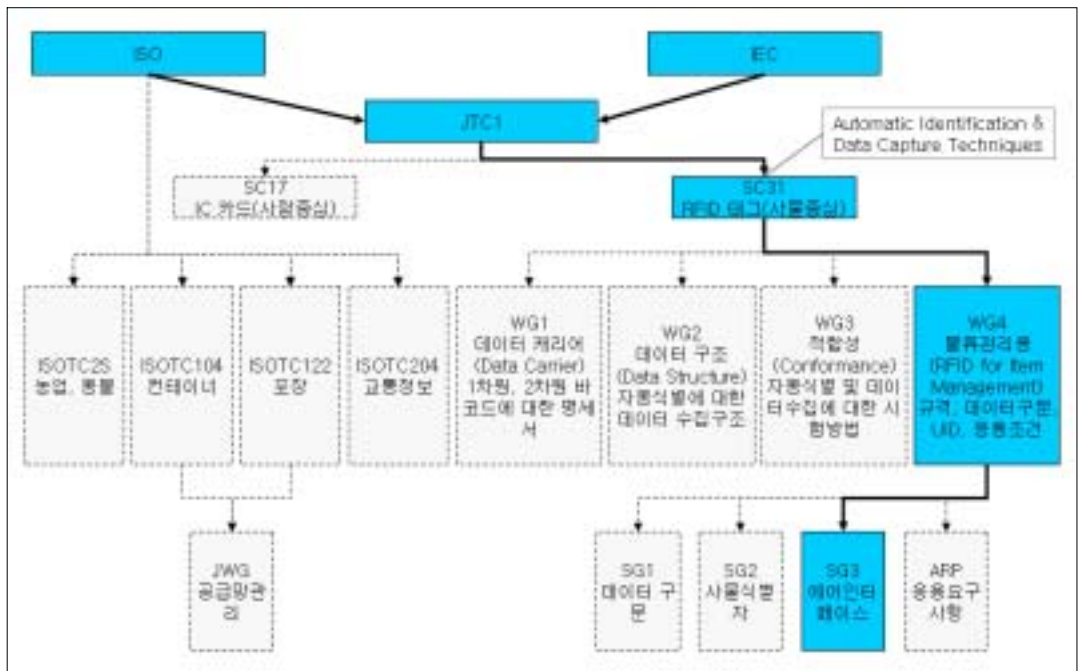 ISO
IEC
JTC1
Automatic Identification &
Data Capture Techniques
SC17
IC 카드(사람중심)
SC31
RFID 태그(사물중심)
ISOTC25
농업, 동물
ISOTC104
컨테이너
ISOTC122
포장
ISOTC204
교통정보
WG1
데이터 캐리어
(Data Carrier)
1차원, 2차원 바
코드에 대한 명세
서
WG2
데이터 구조
(Data Structure)
자동식별에 대한
데이터 수집구조
WG3
적합성
(Conformance)
자동식별 및 데이
터수집에 대한 시
험방법
WG4
물류관리용
(RFID for Item
Management)
규격, 데이터구문,
UID, 응용조건
JWG
공급망관
리
SG1
데이터 구
문
SG2
사물식별
자
SG3
에어인터
페이스
ARP
응용요구
사항